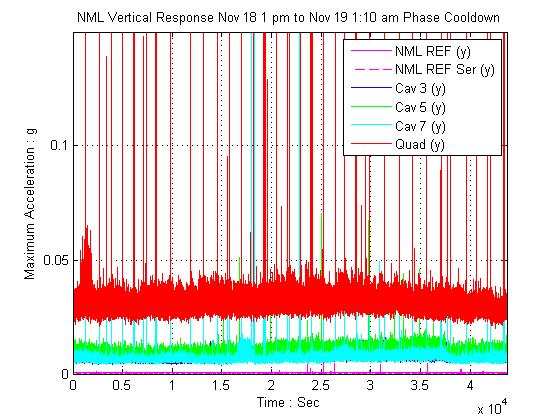 NML Vertical Response Nov 18 1 pm to Nov 19 1:10 am Phase Cooldown
NML REF (y)
NML REF Ser (y)
Cav 3 (y)
Cav 5 (y)
Cav 7 (y)
Quad (y)
Maximum Acceleration : g
0.1
0.05
0
0 0.5 1 1.5 2 2.5 3 3.5 4
x 10^4
Time : Sec